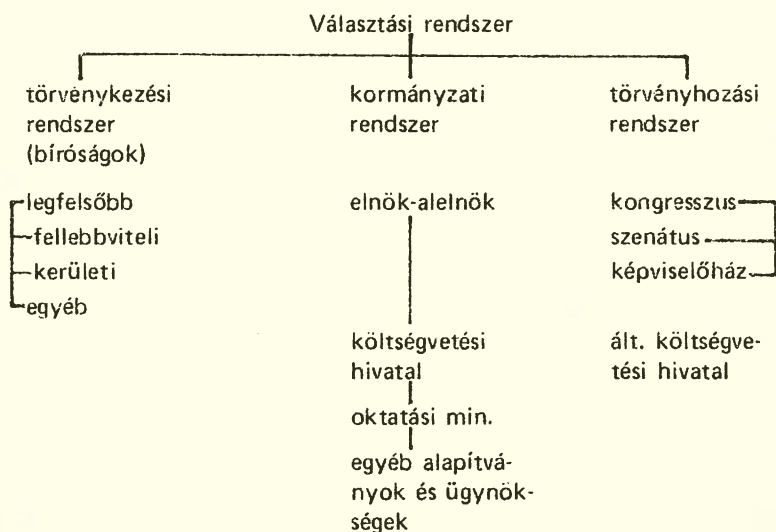 Választási rendszer
törvénykezési
rendszer
(bíróságok)
legfelsőbb
fellebbviteli
kerületi
egyéb
kormányzati
rendszer
elnök-alelnök
költségvetési
hivatal
oktatási min.
egyéb alapítvá-
nyok és ügynök-
ségek
törvényhozási
rendszer
kongresszus
szenátus
képviselőház
ált. költségve-
tési hivatal